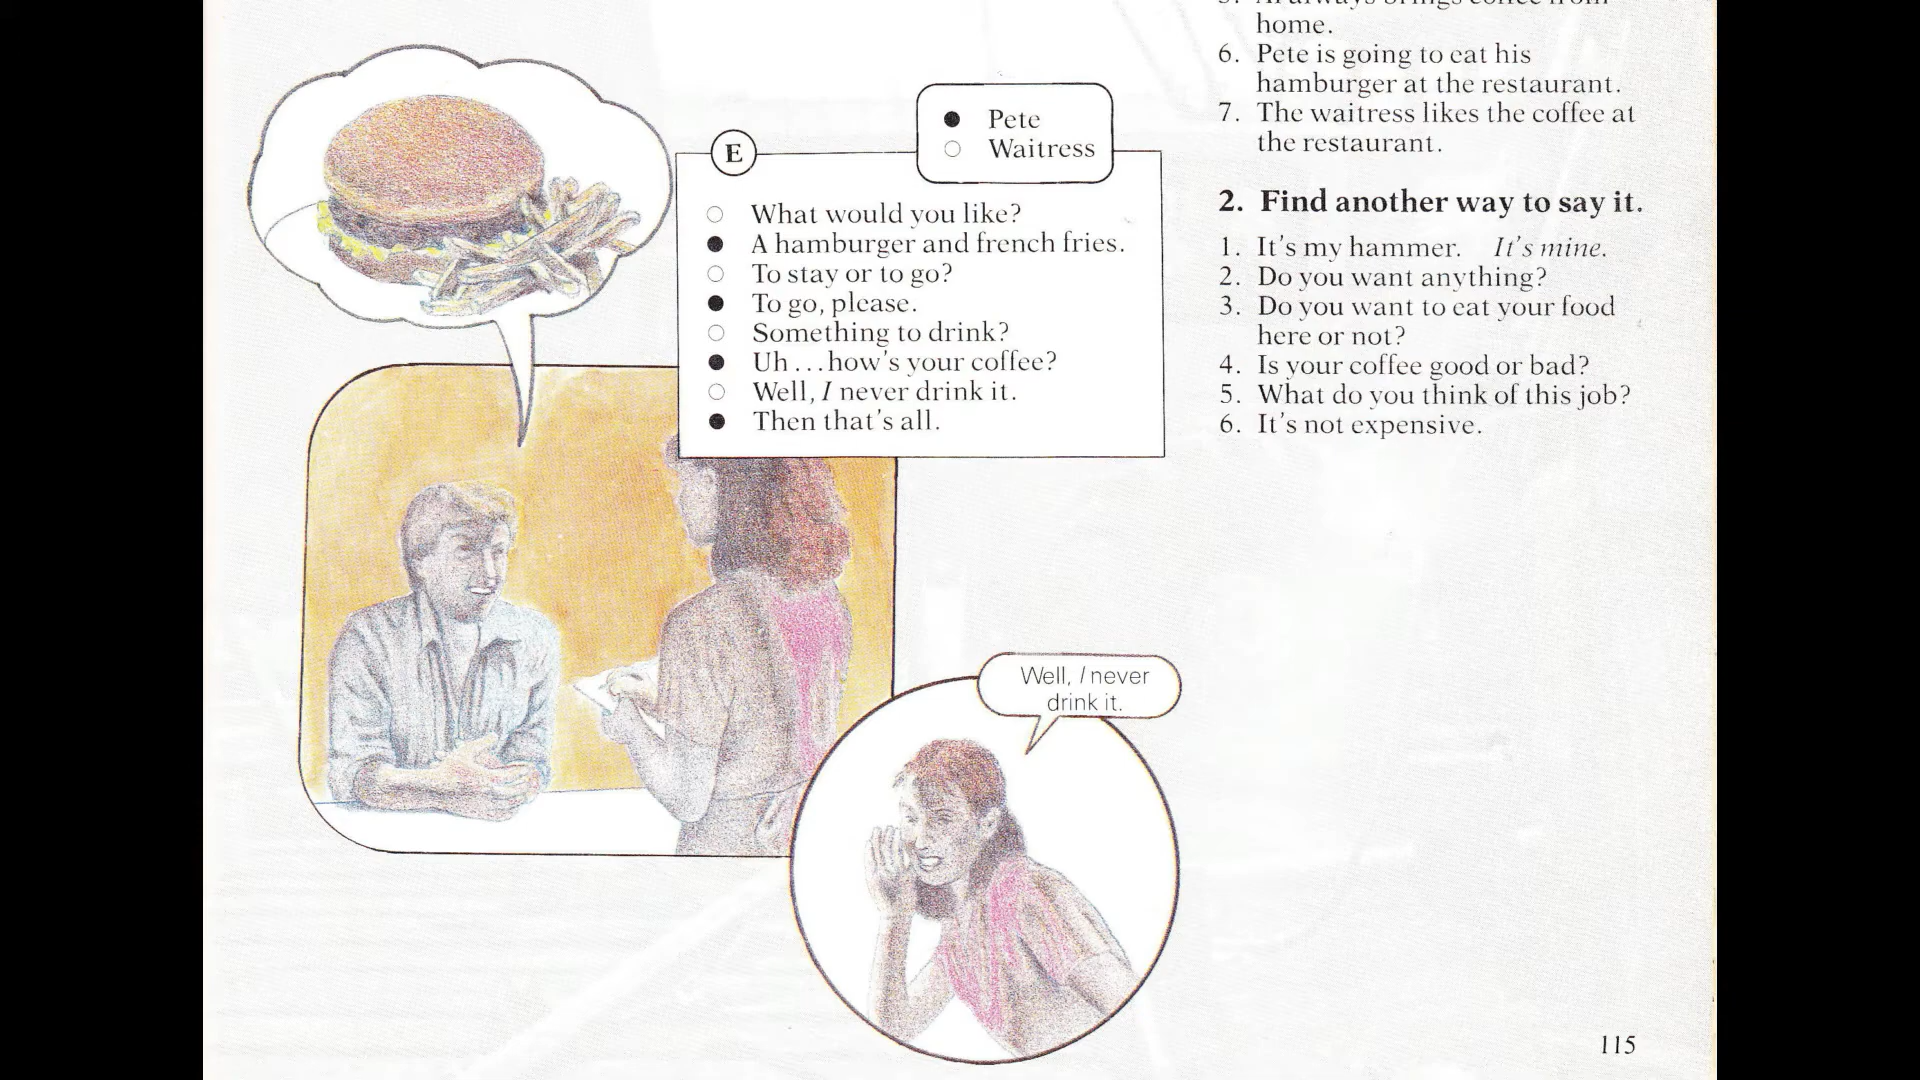 E
● Pete
○ Waitress
○ What would you like?
● A hamburger and french fries.
○ To stay or to go?
● To go, please.
○ Something to drink?
● Uh...how's your coffee?
○ Well, I never drink it.
● Then that's all.
Well, I never
drink it.
home.
6. Pete is going to eat his
hamburger at the restaurant.
7. The waitress likes the coffee at
the restaurant.
2. Find another way to say it.
1. It's my hammer. It's mine.
2. Do you want anything?
3. Do you want to eat your food
here or not?
4. Is your coffee good or bad?
5. What do you think of this job?
6. It's not expensive.
115